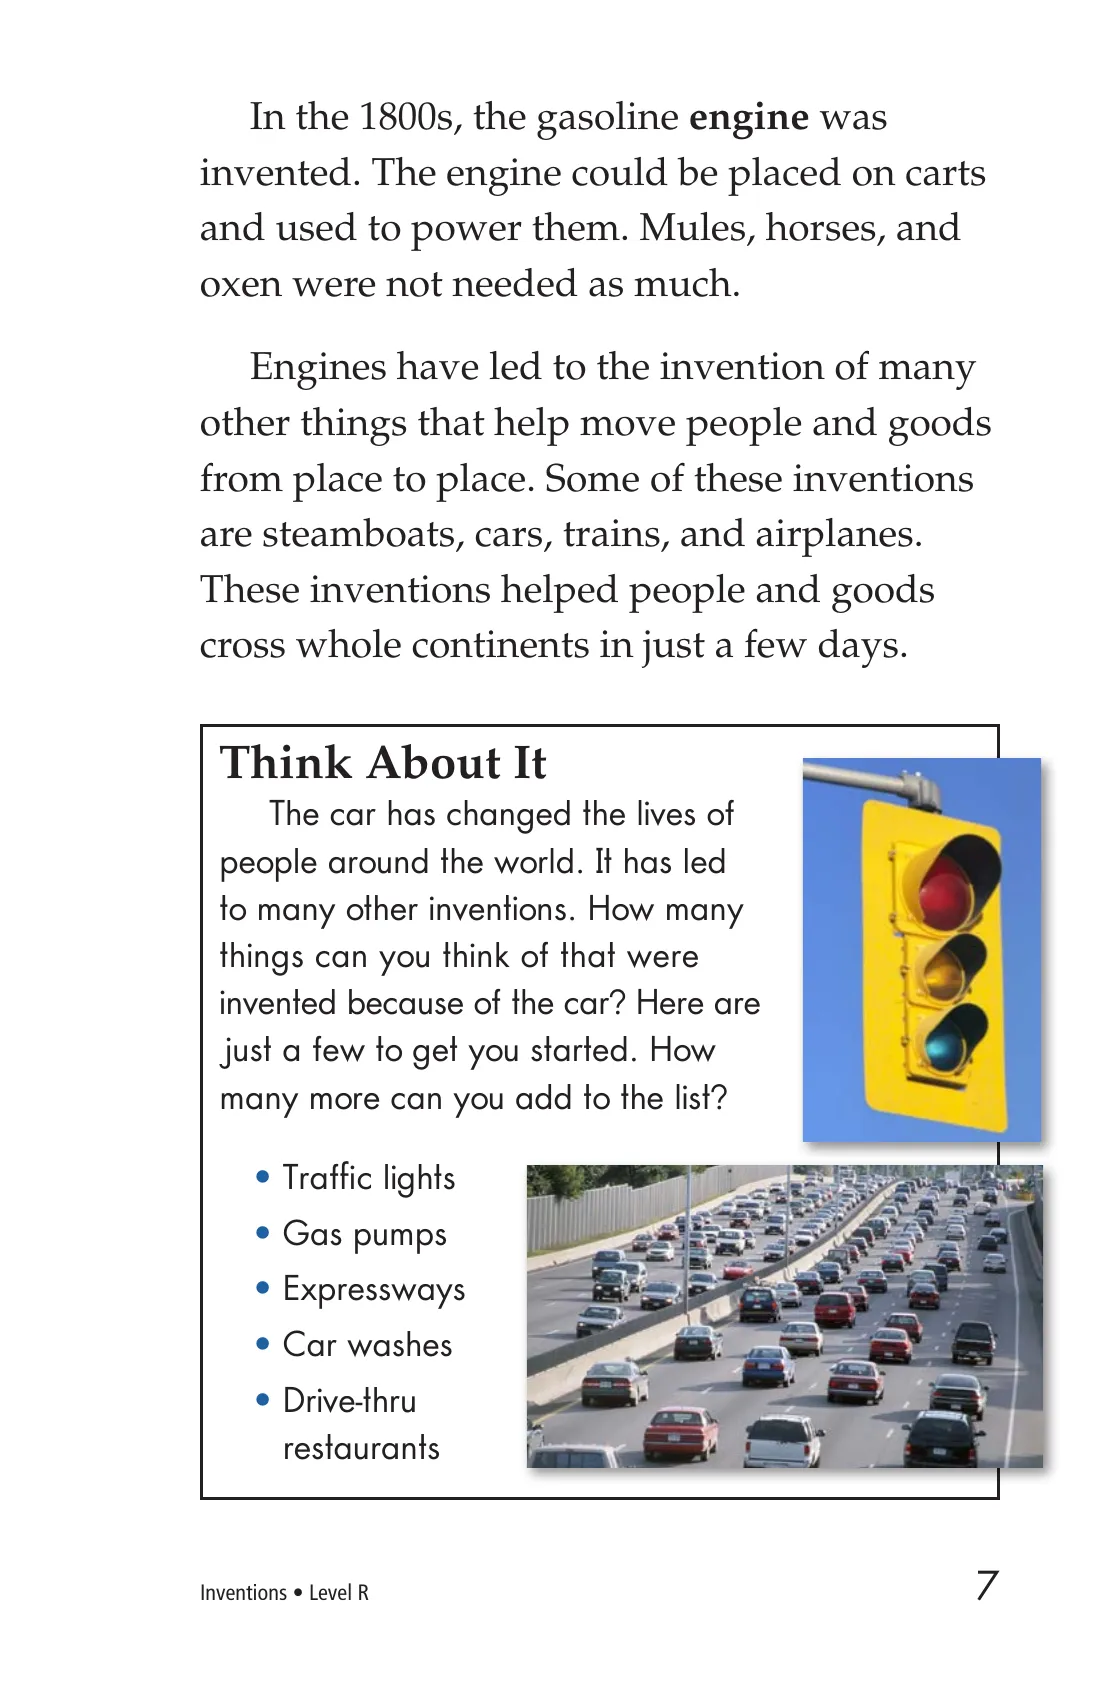 In the 1800s, the gasoline engine was
invented. The engine could be placed on carts
and used to power them. Mules, horses, and
oxen were not needed as much.
Engines have led to the invention of many
other things that help move people and goods
from place to place. Some of these inventions
are steamboats, cars, trains, and airplanes.
These inventions helped people and goods
cross whole continents in just a few days.
Think About It
The car has changed the lives of
people around the world. It has led
to many other inventions. How many
things can you think of that were
invented because of the car? Here are
just a few to get you started. How
many more can you add to the list?
• Traffic lights
• Gas pumps
• Expressways
• Car washes
• Drive-thru
restaurants
Inventions • Level R
7